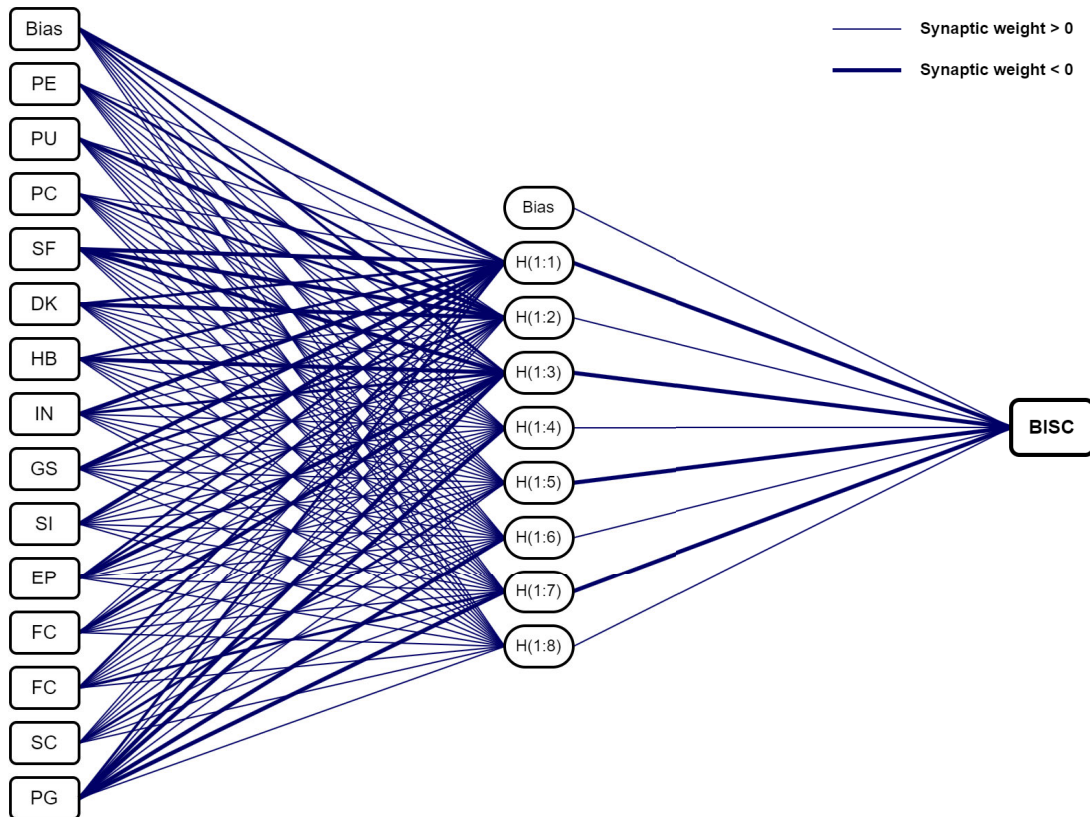 Bias
PE
PU
PC
SF
DK
HB
IN
GS
SI
EP
FC
FC
SC
PG
Bias
H(1:1)
H(1:2)
H(1:3)
H(1:4)
H(1:5)
H(1:6)
H(1:7)
H(1:8)
BISC
Synaptic weight > 0
Synaptic weight < 0